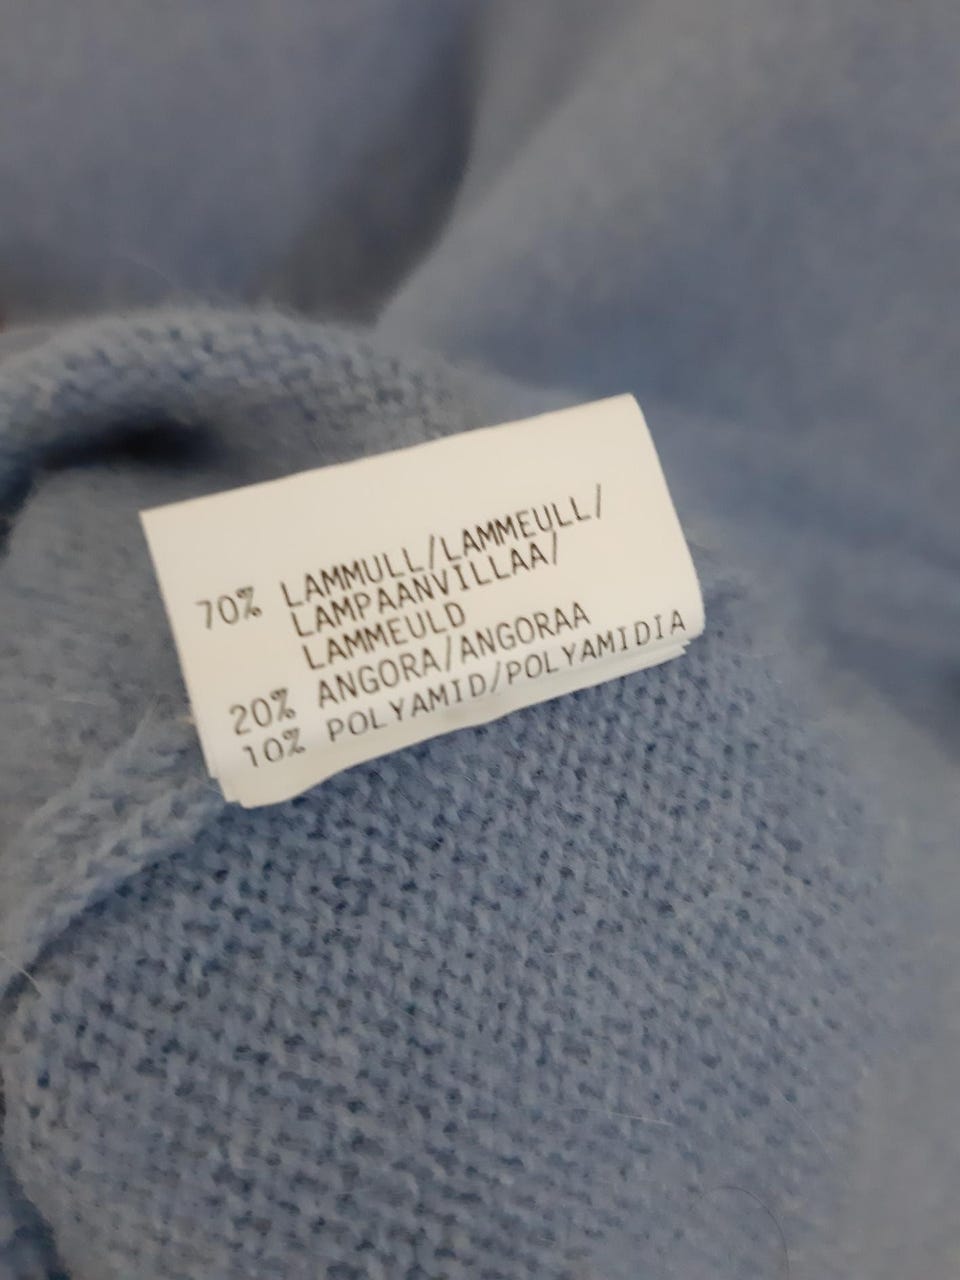 70% LAMMULL/LAMMEULL/
LAMPAANVILLAA/
LAMMEULD
20% ANGORA/ANGORAA
10% POLYAMID/POLYAMIDIA